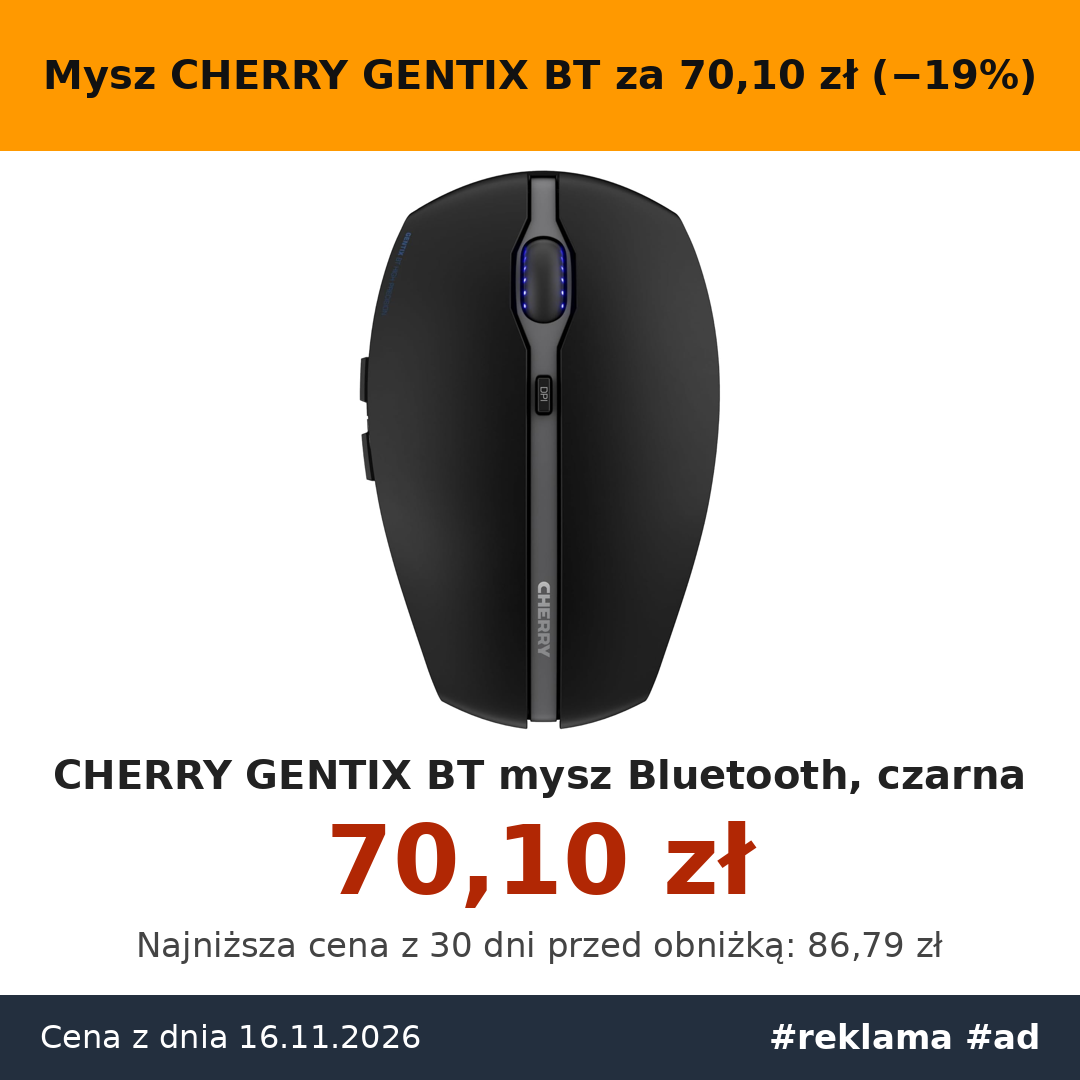 Mysz CHERRY GENTIX BT za 70,10 zł (−19%)
GENTIX
DPI
CHERRY
CHERRY GENTIX BT mysz Bluetooth, czarna
70,10 zł
Najniższa cena z 30 dni przed obniżką: 86,79 zł
Cena z dnia 16.11.2026
#reklama #ad